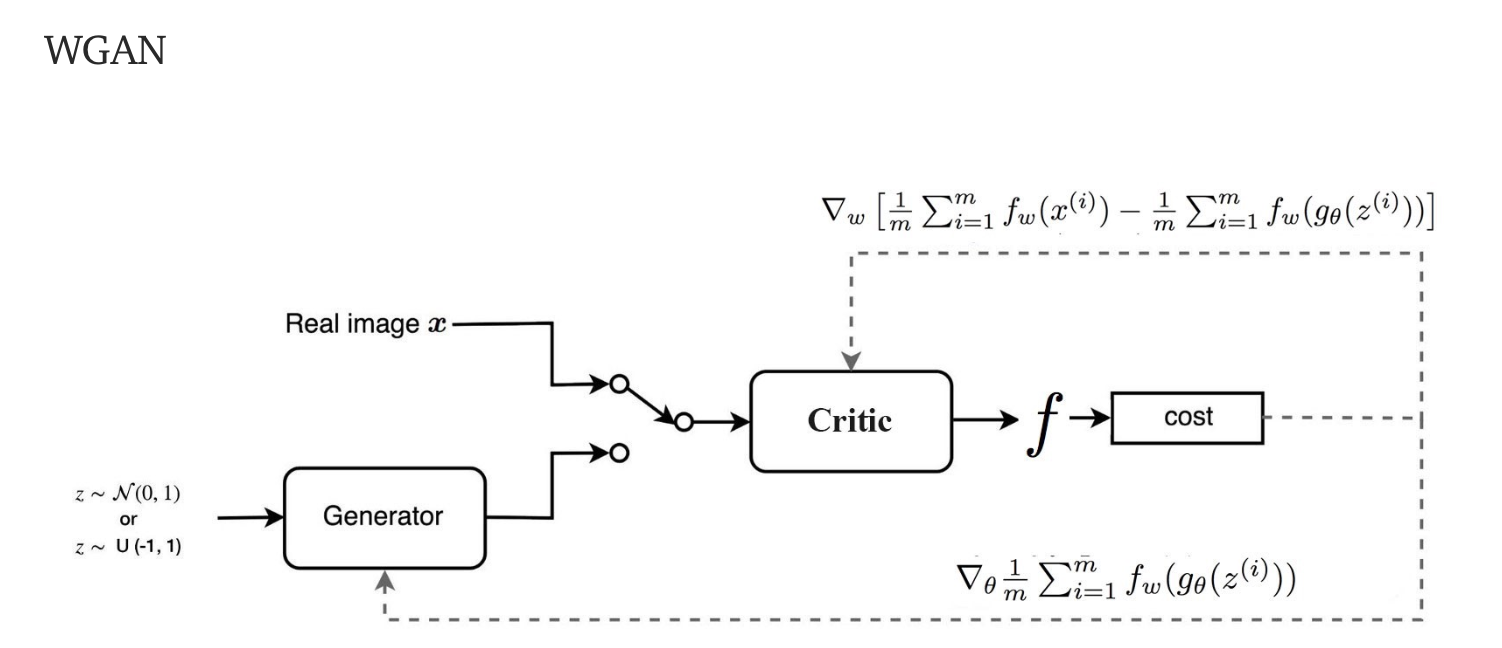 WGAN
∇_w [1/m ∑_{i=1}^m f_w(x^{(i)}) − 1/m ∑_{i=1}^m f_w(g_θ(z^{(i)}))]
Real image x
Critic
f
cost
z ~ 𝒩(0, 1)
or
z ~ U (-1, 1)
Generator
∇_θ 1/m ∑_{i=1}^m f_w(g_θ(z^{(i)}))